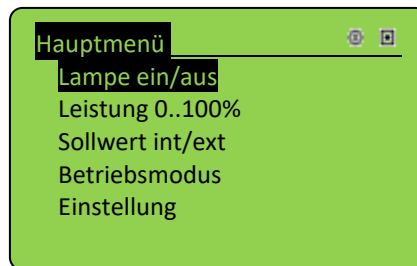 Hauptmenü
Lampe ein/aus
Leistung 0..100%
Sollwert int/ext
Betriebsmodus
Einstellung